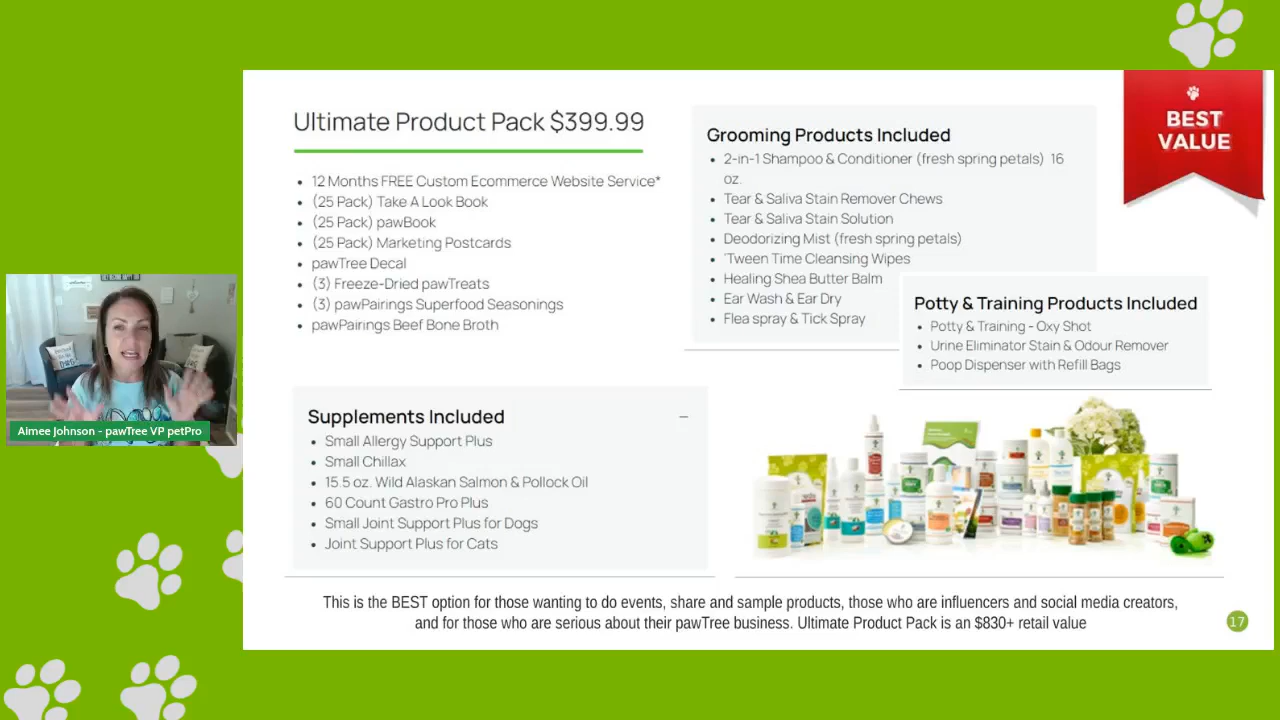 Ultimate Product Pack $399.99
• 12 Months FREE Custom Ecommerce Website Service*
• (25 Pack) Take A Look Book
• (25 Pack) pawBook
• (25 Pack) Marketing Postcards
• pawTree Decal
• (3) Freeze-Dried pawTreats
• (3) pawPairings Superfood Seasonings
• pawPairings Beef Bone Broth
Grooming Products Included
• 2-in-1 Shampoo & Conditioner (fresh spring petals) 16
oz.
• Tear & Saliva Stain Remover Chews
• Tear & Saliva Stain Solution
• Deodorizing Mist (fresh spring petals)
• 'Tween Time Cleansing Wipes
• Healing Shea Butter Balm
• Ear Wash & Ear Dry
• Flea spray & Tick Spray
BEST
VALUE
Potty & Training Products Included
• Potty & Training - Oxy Shot
• Urine Eliminator Stain & Odour Remover
• Poop Dispenser with Refill Bags
Supplements Included
• Small Allergy Support Plus
• Small Chillax
• 15.5 oz. Wild Alaskan Salmon & Pollock Oil
• 60 Count Gastro Pro Plus
• Small Joint Support Plus for Dogs
• Joint Support Plus for Cats
This is the BEST option for those wanting to do events, share and sample products, those who are influencers and social media creators,
and for those who are serious about their pawTree business. Ultimate Product Pack is an $830+ retail value
17
Aimee Johnson - pawTree VP petPro